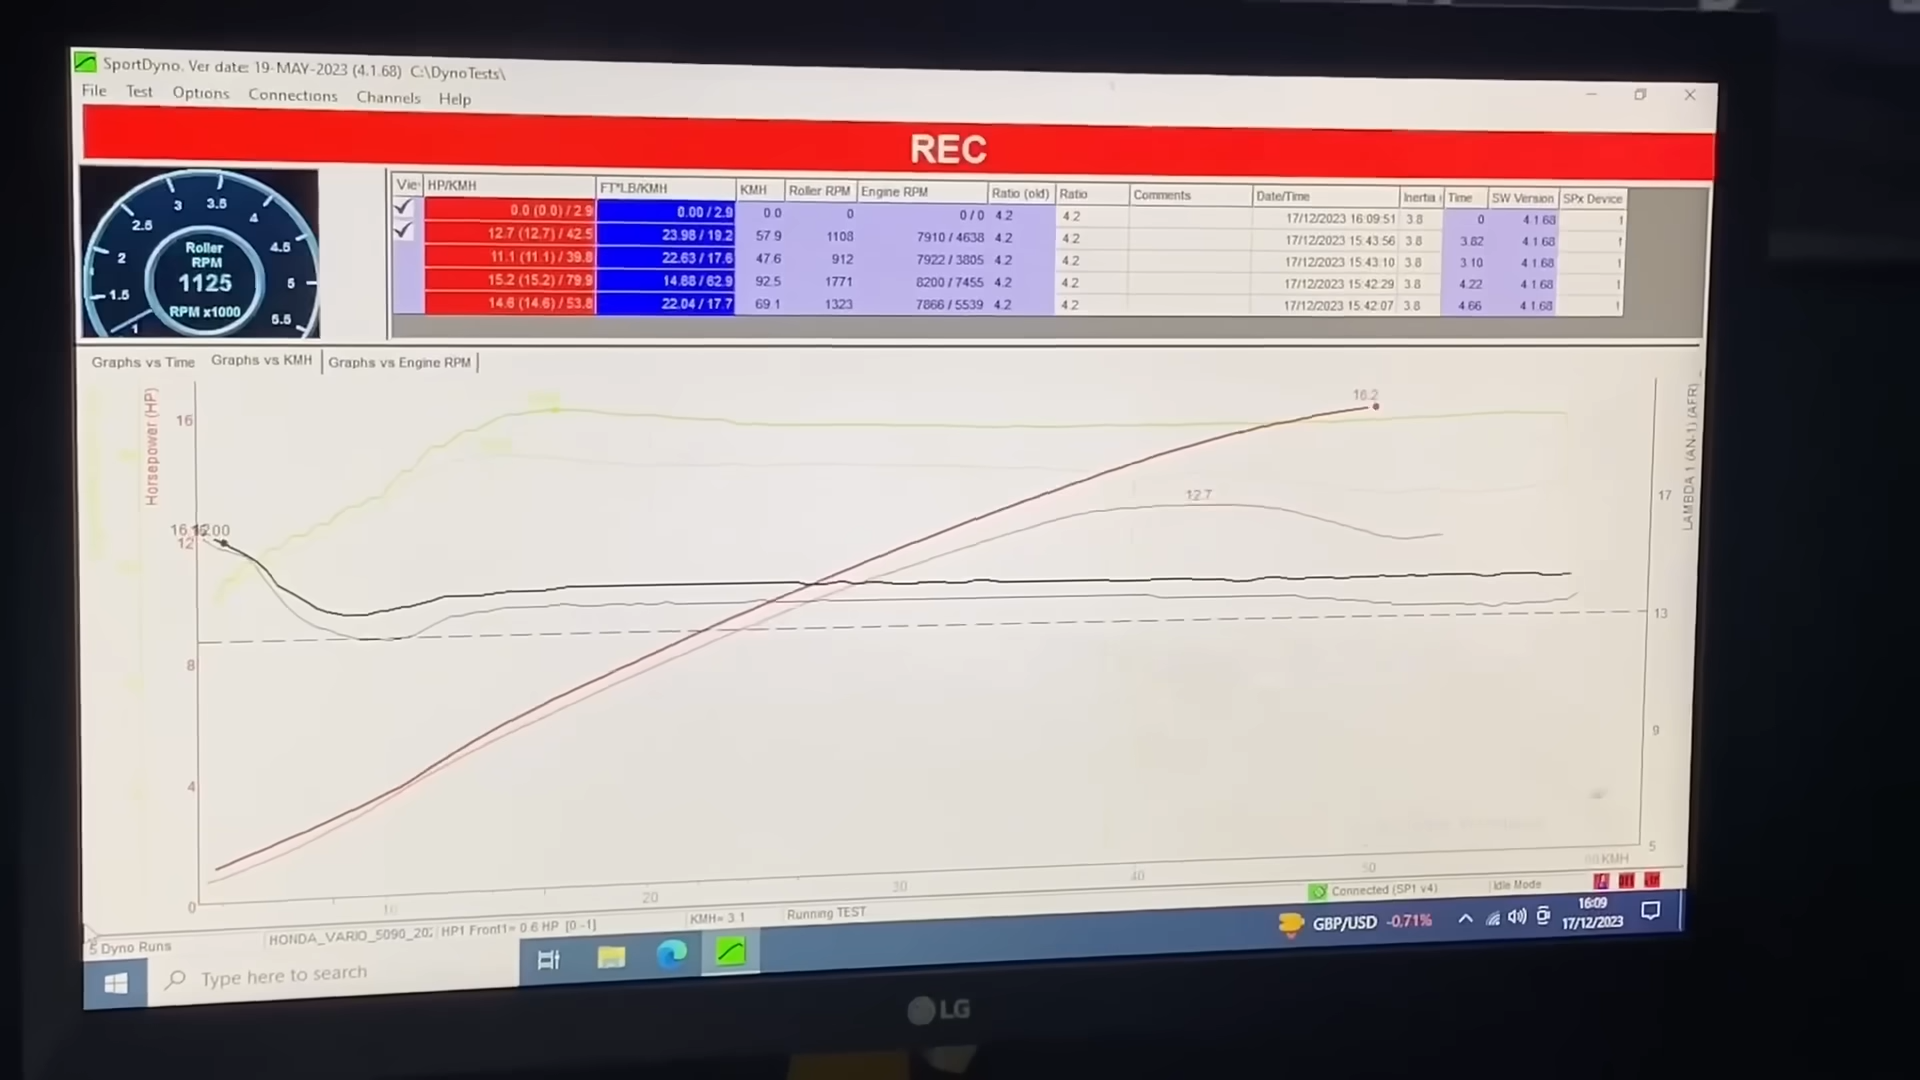 SportDyno. Ver date: 19-MAY-2023 (4.1.68) C:\DynoTests\
File Test Options Connections Channels Help
REC
Vie HP/KMH FT*LB/KMH KMH Roller RPM Engine RPM Ratio (old) Ratio Comments Date/Time Inertia Time SW Version SPx Device
0.0 (0.0) / 2.9 0.00 / 2.9 0.0 0 0 / 0 4.2 4.2 17/12/2023 16:09:51 3.8 0 4.1.68 1
12.7 (12.7) / 42.5 23.98 / 19.2 57.9 1108 7910 / 4638 4.2 4.2 17/12/2023 15:43:56 3.8 3.82 4.1.68 1
11.1 (11.1) / 39.8 22.63 / 17.6 47.6 912 7922 / 3805 4.2 4.2 17/12/2023 15:43:10 3.8 3.10 4.1.68 1
15.2 (15.2) / 79.9 14.68 / 62.9 92.5 1771 8200 / 7455 4.2 4.2 17/12/2023 15:42:29 3.8 4.22 4.1.68 1
14.6 (14.6) / 53.8 22.04 / 17.7 69.1 1323 7866 / 5539 4.2 4.2 17/12/2023 15:42:07 3.8 4.66 4.1.68 1
1 1.5 2 2.5 3 3.5 4 4.5 5 5.5
Roller
RPM
1125
RPM x1000
Graphs vs Time Graphs vs KMH Graphs vs Engine RPM
Horsepower (HP)
LAMBDA 1 (AN-1) (AFR)
16
16.2
12.7
17
12
13
8
9
4
5
0
10 20 30 40 50 KMH
Connected (SP1 v4) Idle Mode
5 Dyno Runs HONDA_VARIO_5090_202 HP1 Front1= 0.6 HP [0 -1] KMH= 3.1 Running TEST
Type here to search
GBP/USD -0.71%
16:09
17/12/2023
LG